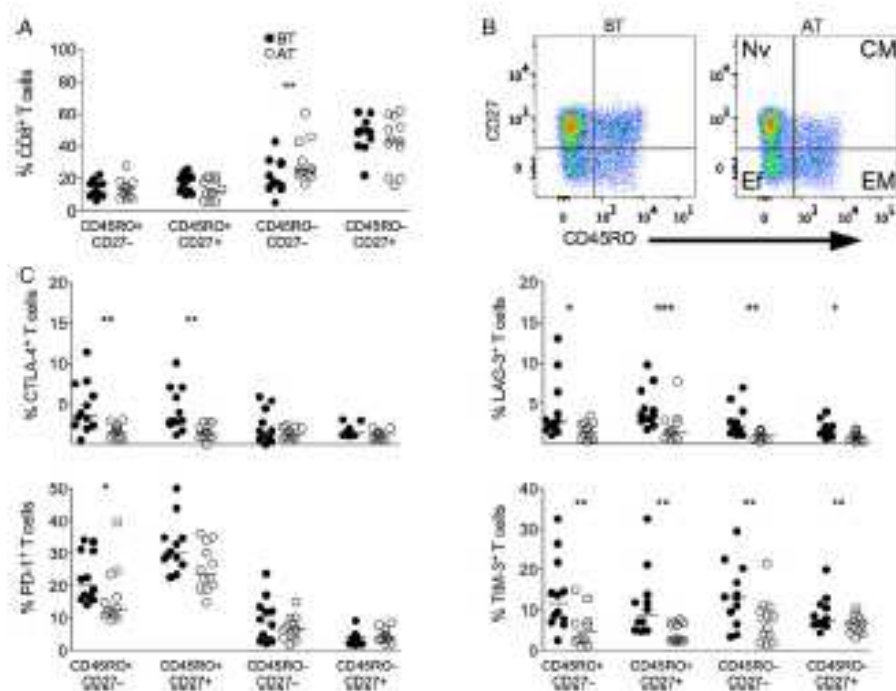 A
BT
AT
**
100
80
60
40
20
0
% CD8⁺ T cells
CD45RO+
CD27−
CD45RO+
CD27+
CD45RO−
CD27−
CD45RO−
CD27+
B
BT
AT
Nv
CM
Ef
EM
CD27
CD45RO
C
% CTLA-4⁺ T cells
20
15
10
5
**
**
% LAG-3⁺ T cells
20
15
10
5
0
*
***
**
*
% PD-1⁺ T cells
50
40
30
20
10
0
*
CD45RO+
CD27−
CD45RO+
CD27+
CD45RO−
CD27−
CD45RO−
CD27+
% TIM-3⁺ T cells
40
30
20
10
0
**
**
**
**
CD45RO+
CD27−
CD45RO+
CD27+
CD45RO−
CD27−
CD45RO−
CD27+